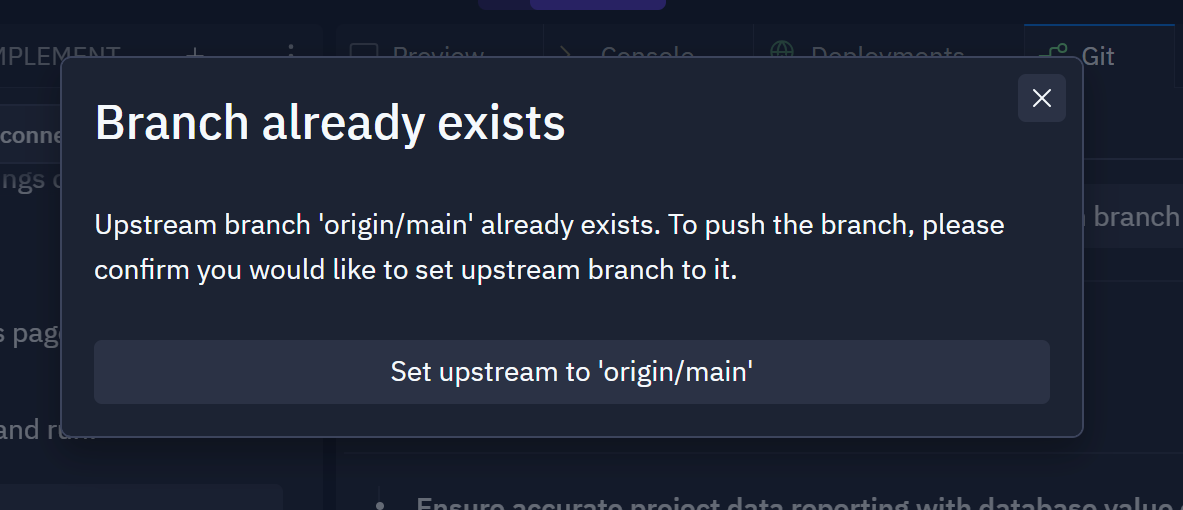 Preview
Console
Deployments
Git
Branch already exists
conne
ngs
branch
Upstream branch 'origin/main' already exists. To push the branch, please
confirm you would like to set upstream branch to it.
s pag
Set upstream to 'origin/main'
and run.
Ensure accurate project data reporting with database value